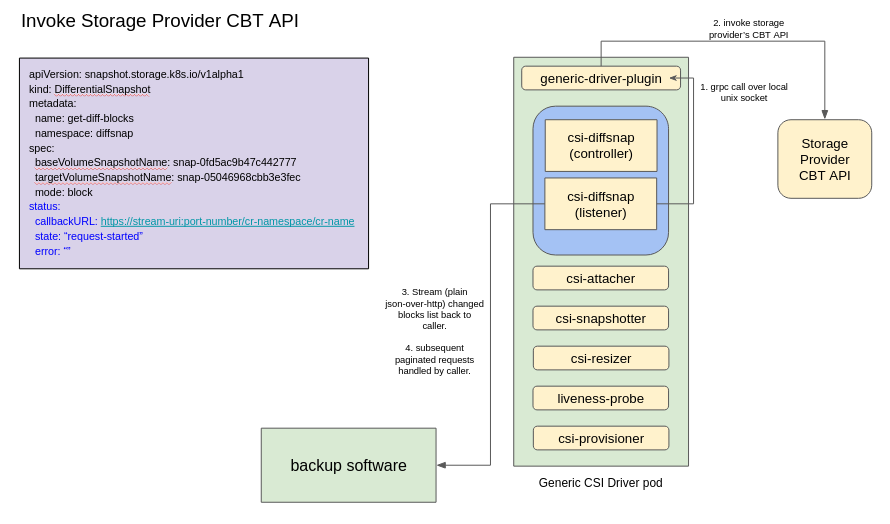 Invoke Storage Provider CBT API
apiVersion: snapshot.storage.k8s.io/v1alpha1
kind: DifferentialSnapshot
metadata:
name: get-diff-blocks
namespace: diffsnap
spec:
baseVolumeSnapshotName: snap-0fd5ac9b47c442777
targetVolumeSnapshotName: snap-05046968cbb3e3fec
mode: block
status:
callbackURL: https://stream-uri:port-number/cr-namespace/cr-name
state: “request-started”
error: “”
2. invoke storage
provider's CBT API
generic-driver-plugin
1. grpc call over local
unix socket
csi-diffsnap
(controller)
csi-diffsnap
(listener)
Storage
Provider
CBT API
csi-attacher
csi-snapshotter
csi-resizer
liveness-probe
csi-provisioner
3. Stream (plain
json-over-http) changed
blocks list back to
caller.
4. subsequent
paginated requests
handled by caller.
backup software
Generic CSI Driver pod